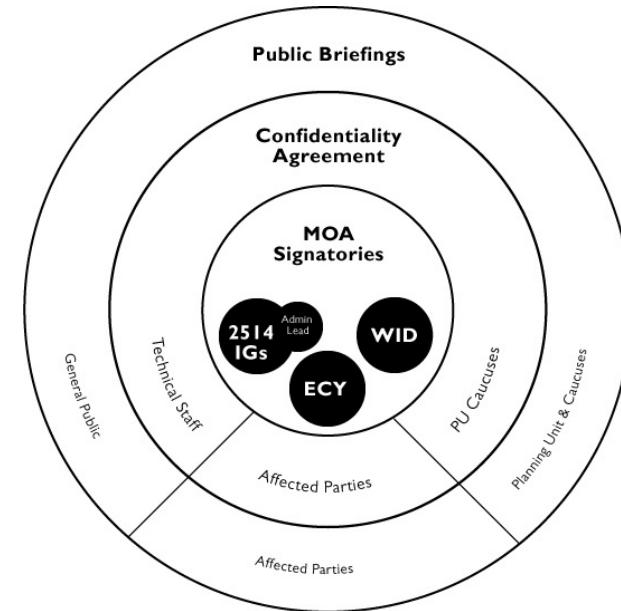 Public Briefings
Confidentiality
Agreement
MOA
Signatories
2514
IGs
Admin
Lead
WID
ECY
General Public
Technical Staff
PU Caucuses
Planning Unit & Caucuses
Affected Parties
Affected Parties